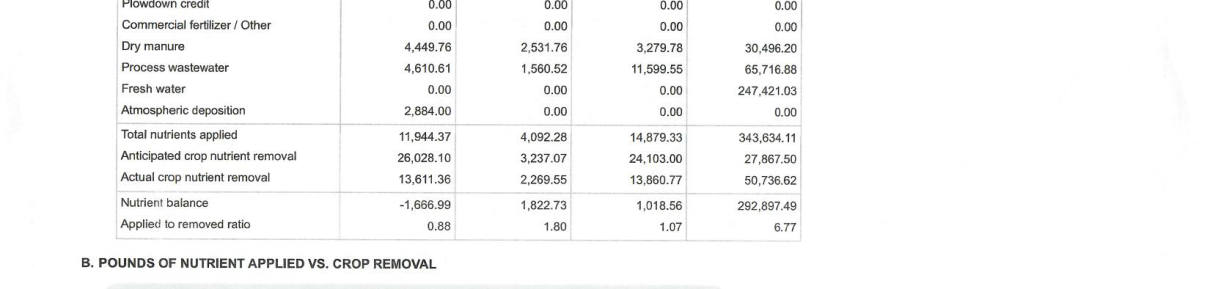 Plowdown credit 0.00 0.00 0.00 0.00
Commercial fertilizer / Other 0.00 0.00 0.00 0.00
Dry manure 4,449.76 2,531.76 3,279.78 30,496.20
Process wastewater 4,610.61 1,560.52 11,599.55 65,716.88
Fresh water 0.00 0.00 0.00 247,421.03
Atmospheric deposition 2,884.00 0.00 0.00 0.00
Total nutrients applied 11,944.37 4,092.28 14,879.33 343,634.11
Anticipated crop nutrient removal 26,028.10 3,237.07 24,103.00 27,867.50
Actual crop nutrient removal 13,611.36 2,269.55 13,860.77 50,736.62
Nutrient balance -1,666.99 1,822.73 1,018.56 292,897.49
Applied to removed ratio 0.88 1.80 1.07 6.77
B. POUNDS OF NUTRIENT APPLIED VS. CROP REMOVAL